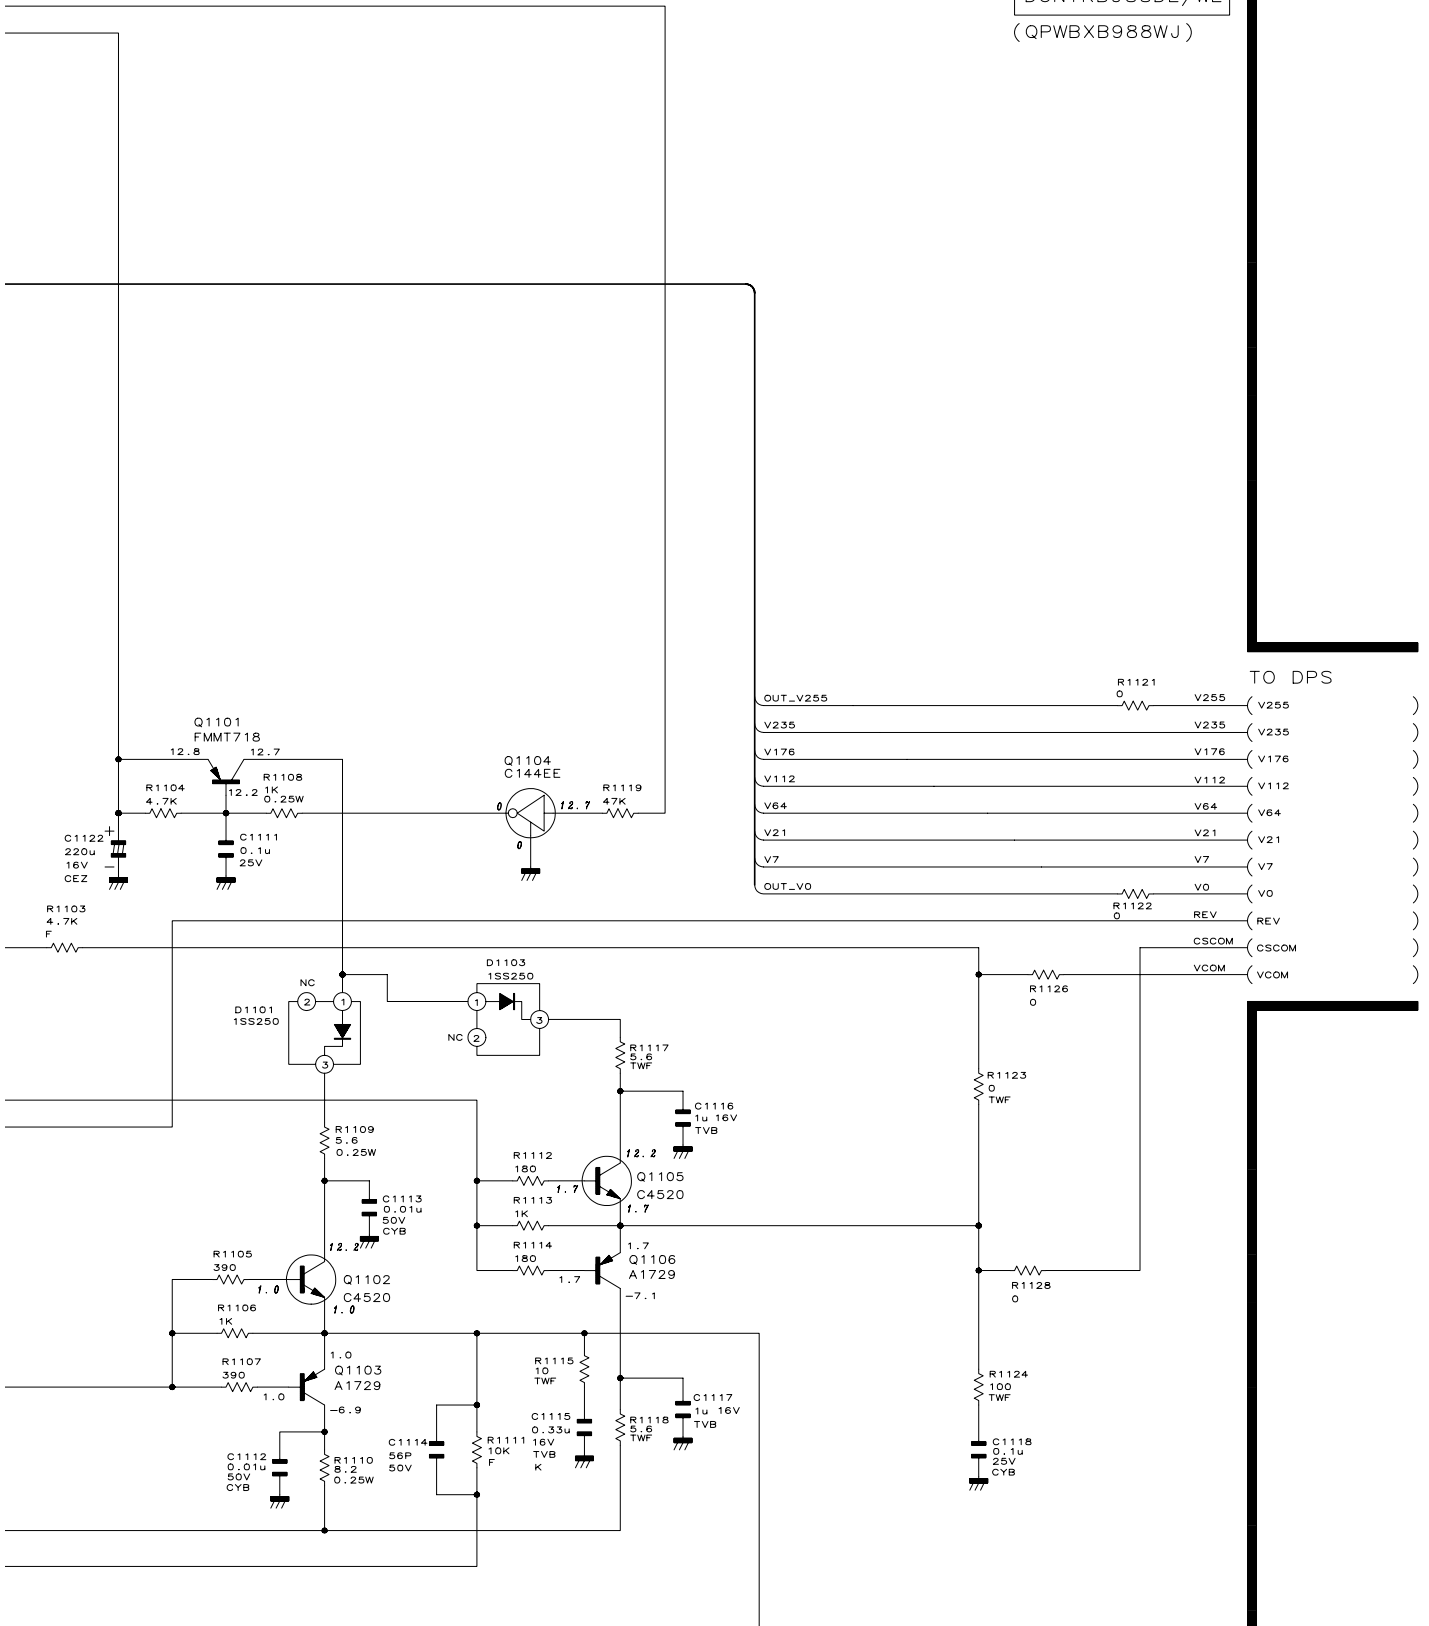 (QPWBXB988WJ)
TO DPS
OUT_V255
R1121
0
V255
V255
V235
V235
V235
V176
V176
V176
V112
V112
V112
V64
V64
V64
V21
V21
V21
V7
V7
V7
OUT_V0
R1122
0
V0
V0
REV
REV
CSCOM
CSCOM
VCOM
VCOM
Q1101
FMMT718
12.8
12.7
12.2
R1104
4.7K
R1108
1K
0.25W
Q1104
C144EE
0
12.7
0
R1119
47K
C1122
220u
16V
CEZ
+
-
C1111
0.1u
25V
R1103
4.7K
F
D1103
1SS250
NC
2
1
D1101
1SS250
3
1
3
NC
2
R1126
0
R1117
5.6
TWF
R1123
0
TWF
C1116
1u 16V
TVB
R1109
5.6
0.25W
R1112
180
12.2
1.7
Q1105
C4520
1.7
R1113
1K
C1113
0.01u
50V
CYB
R1114
180
1.7
Q1106
A1729
1.7
-7.1
12.2
R1105
390
1.0
Q1102
C4520
1.0
R1128
0
R1106
1K
R1107
390
1.0
1.0
Q1103
A1729
-6.9
R1115
10
TWF
R1124
100
TWF
C1117
1u 16V
TVB
C1115
0.33u
16V
TVB
K
R1118
5.6
TWF
C1114
56P
50V
R1111
10K
F
C1112
0.01u
50V
CYB
R1110
8.2
0.25W
C1118
0.1u
25V
CYB